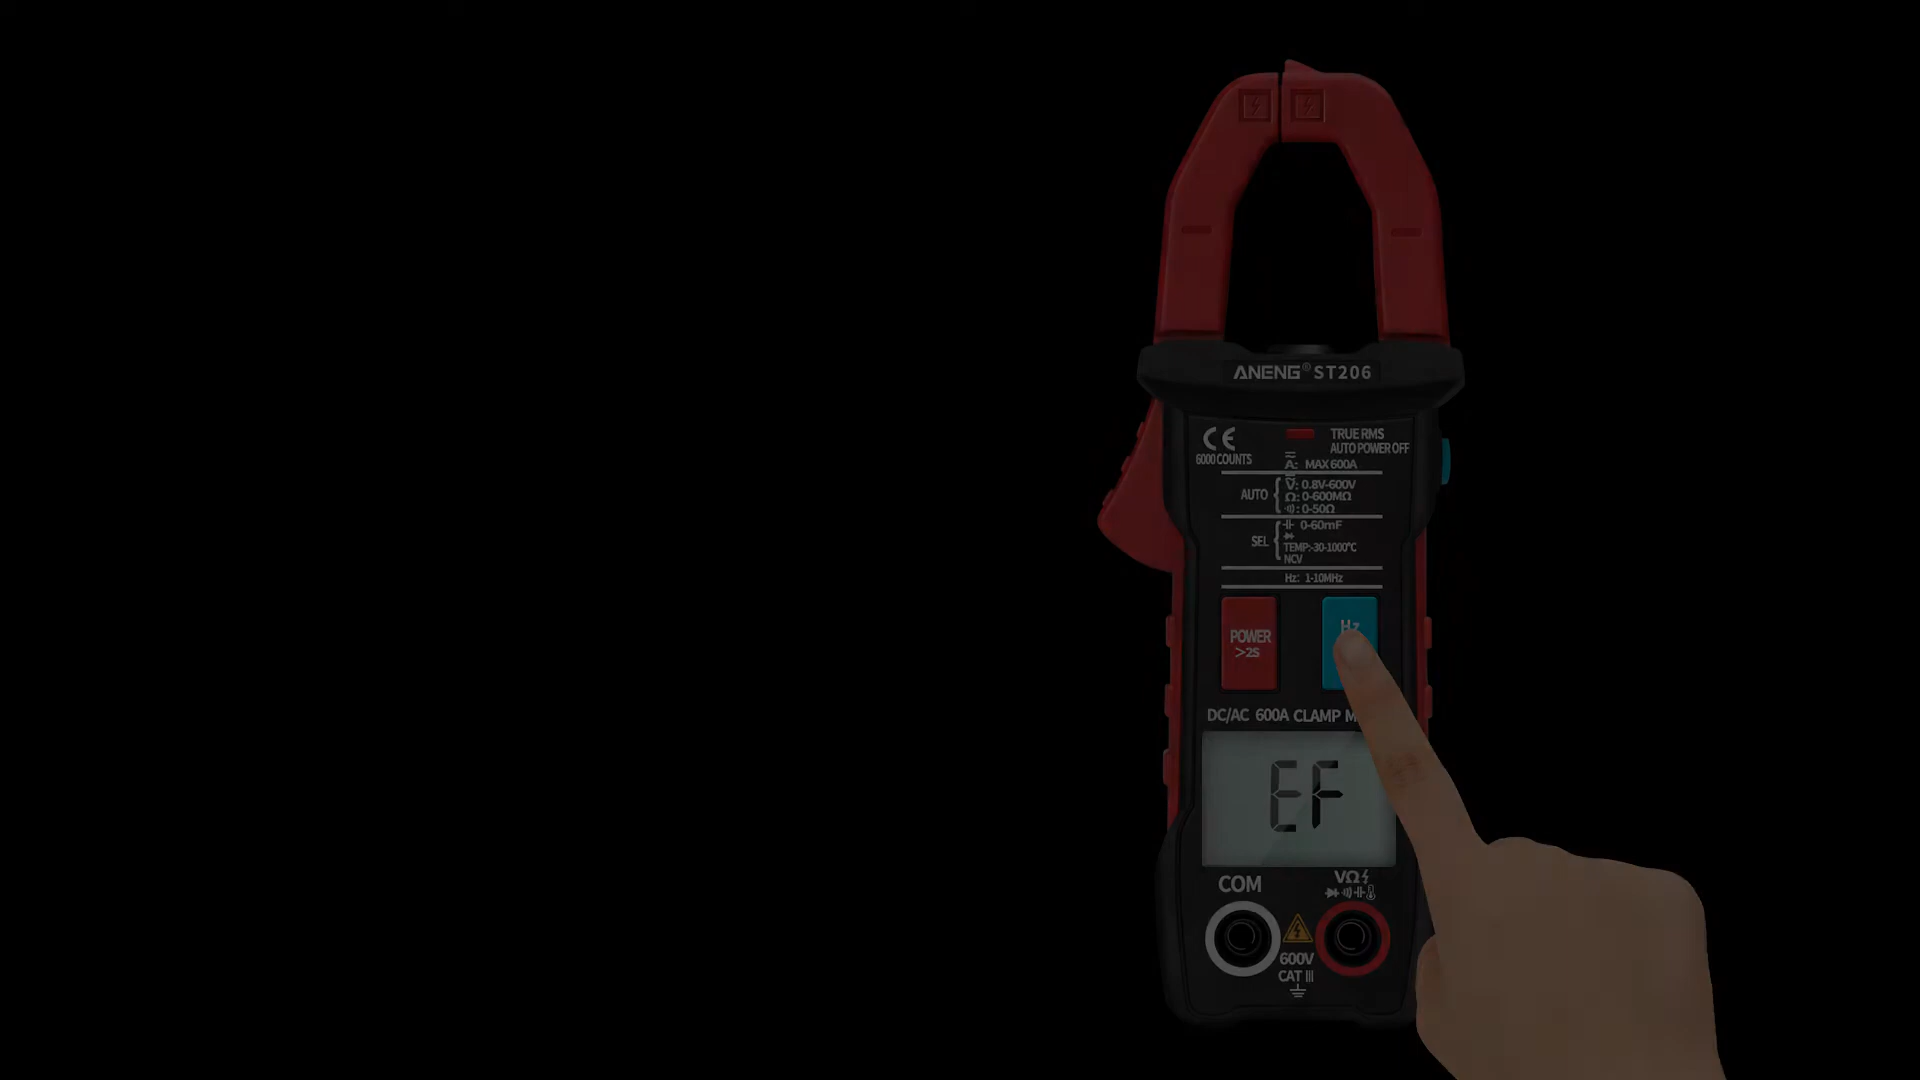 ANENG® ST206
CE
TRUE RMS
AUTO POWER OFF
6000 COUNTS
A: MAX 600A
AUTO
V: 0.8V-600V
Ω: 0-600MΩ
0-50Ω
0-60mF
SEL
TEMP:-30-1000°C
NCV
Hz: 1-10MHz
POWER
>2S
Hz
DC/AC 600A CLAMP
EF
COM
VΩ
600V
CAT III